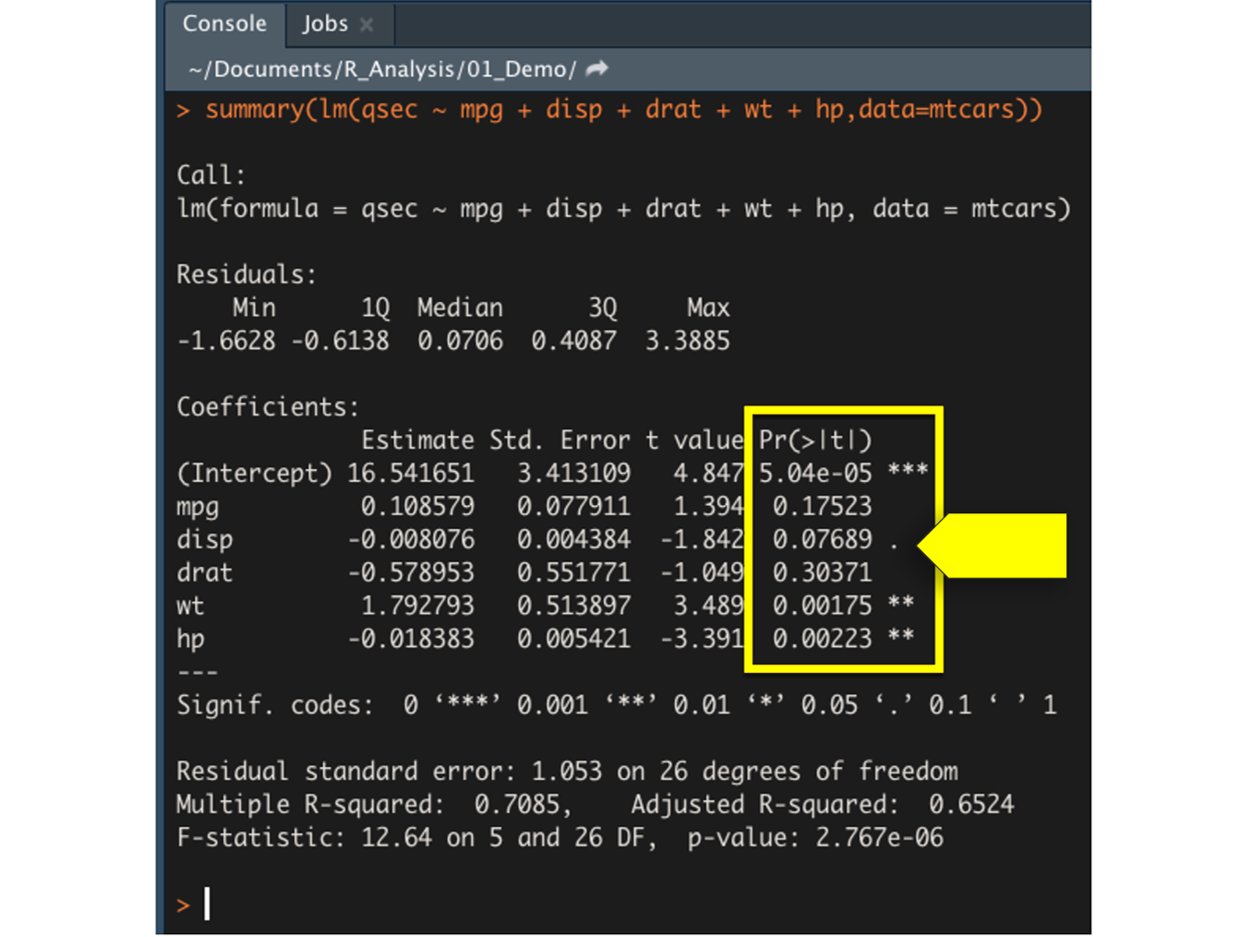 Console Jobs ×
~/Documents/R_Analysis/01_Demo/
> summary(lm(qsec ~ mpg + disp + drat + wt + hp,data=mtcars))
Call:
lm(formula = qsec ~ mpg + disp + drat + wt + hp, data = mtcars)
Residuals:
    Min      1Q  Median      3Q     Max
-1.6628 -0.6138  0.0706  0.4087  3.3885
Coefficients:
             Estimate Std. Error t value Pr(>|t|)
(Intercept) 16.541651   3.413109   4.847 5.04e-05 ***
mpg          0.108579   0.077911   1.394  0.17523
disp        -0.008076   0.004384  -1.842  0.07689 .
drat        -0.578953   0.551771  -1.049  0.30371
wt           1.792793   0.513897   3.489  0.00175 **
hp          -0.018383   0.005421  -3.391  0.00223 **
---
Signif. codes:  0 ‘***’ 0.001 ‘**’ 0.01 ‘*’ 0.05 ‘.’ 0.1 ‘ ’ 1
Residual standard error: 1.053 on 26 degrees of freedom
Multiple R-squared:  0.7085,    Adjusted R-squared:  0.6524
F-statistic: 12.64 on 5 and 26 DF,  p-value: 2.767e-06
>